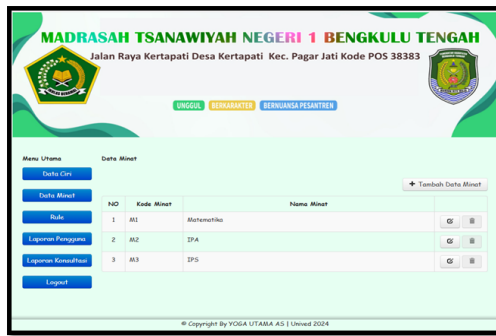 MADRASAH TSANAWIYAH NEGERI 1 BENGKULU TENGAH
Jalan Raya Kertapati Desa Kertapati Kec. Pagar Jati Kode POS 38383
UNGGUL BERKARAKTER BERNUANSA PESANTREN
Menu Utama
Data Ciri
Data Minat
Rule
Laporan Pengguna
Laporan Konsultasi
Logout
Data Minat
+ Tambah Data Minat
NO Kode Minat Nama Minat
1 M1 Matematika
2 M2 IPA
3 M3 IPS
© Copyright By YOGA UTAMA AS | Unived 2024